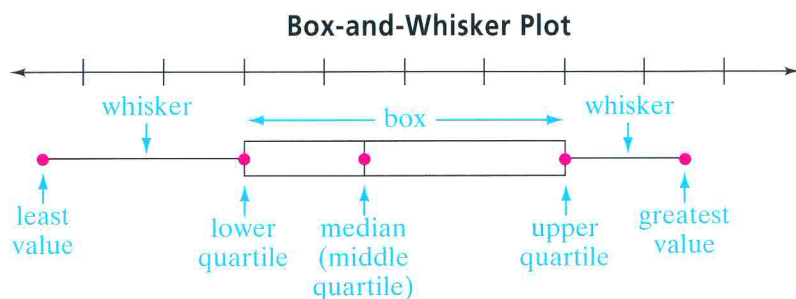 Box-and-Whisker Plot
whisker
box
whisker
least
value
lower
quartile
median
(middle
quartile)
upper
quartile
greatest
value